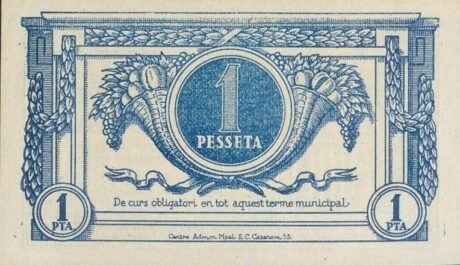 1
PESSETA
De curs obligatori en tot aquest terme municipal
1
PTA
1
PTA
Centre Admon. Mpal. E.C. Casanova, 55.